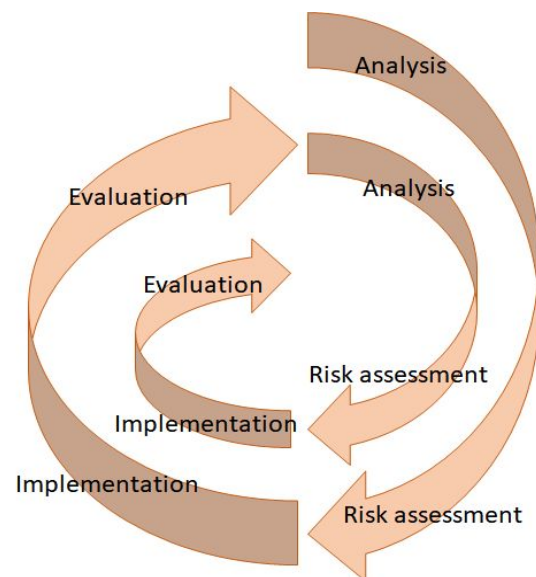 Analysis
Analysis
Evaluation
Evaluation
Risk assessment
Implementation
Implementation
Risk assessment